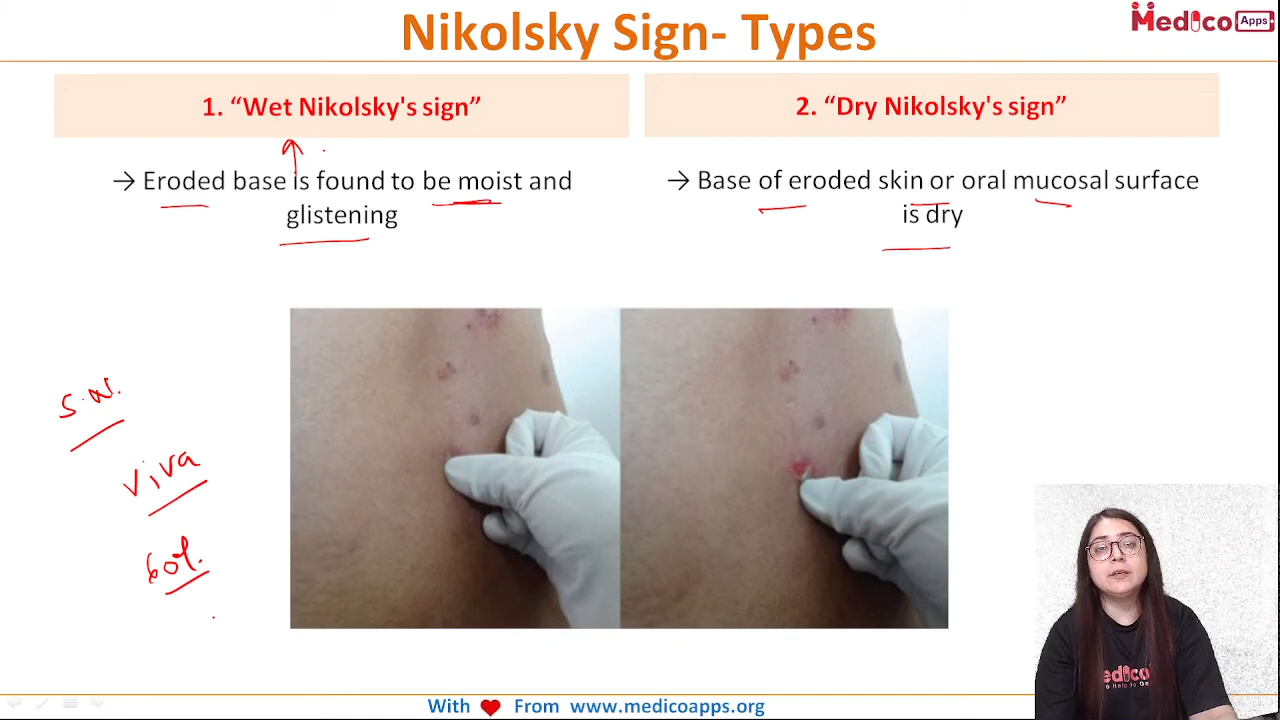 Nikolsky Sign- Types
Medico Apps
1. “Wet Nikolsky's sign”
→ Eroded base is found to be moist and
glistening
2. “Dry Nikolsky's sign”
→ Base of eroded skin or oral mucosal surface
is dry
S.N.
Viva
60%.
With From www.medicoapps.org